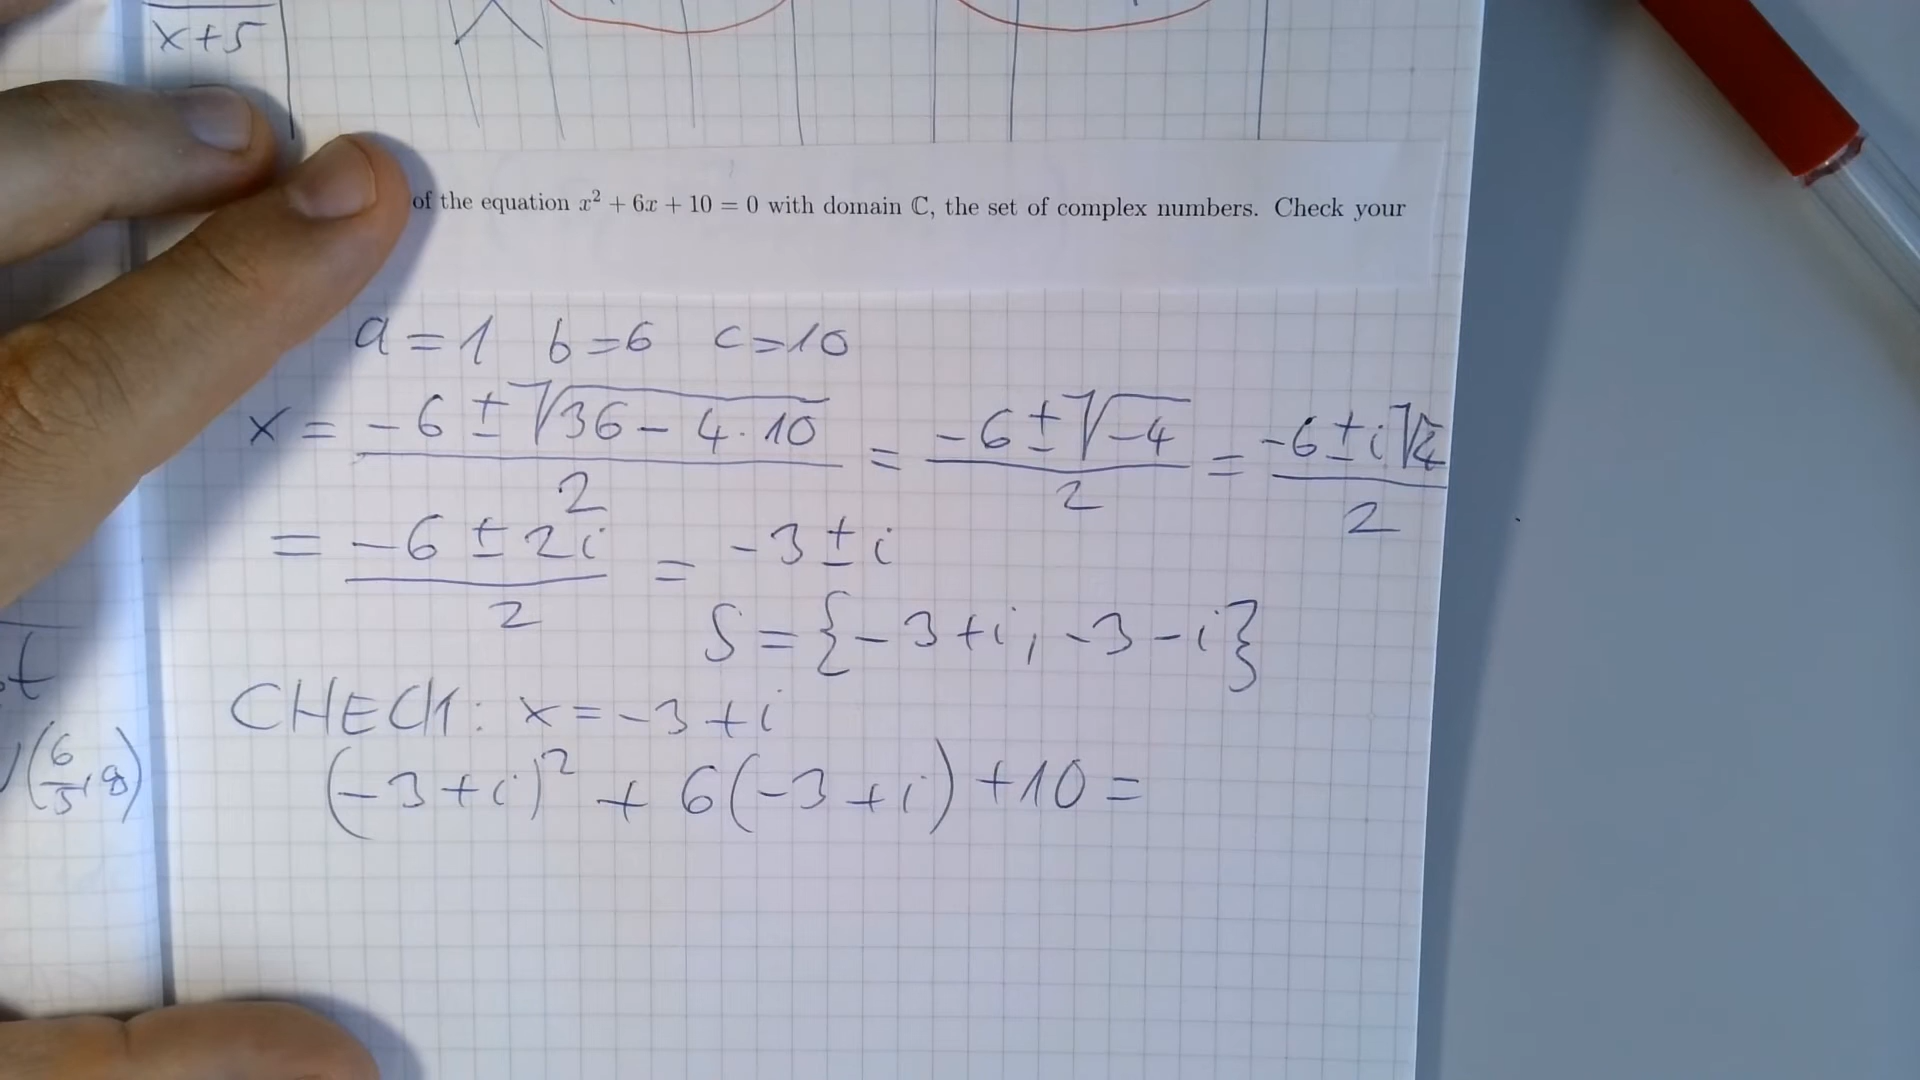 x+5
of the equation x² + 6x + 10 = 0 with domain ℂ, the set of complex numbers. Check your
a = 1 b = 6 c = 10
x = (-6 ± √(36 - 4·10))/2 = (-6 ± √-4)/2 = (-6 ± i√4)/2
= (-6 ± 2i)/2 = -3 ± i
S = {-3+i, -3-i}
CHECK: x = -3+i
(-3+i)² + 6(-3+i) + 10 =